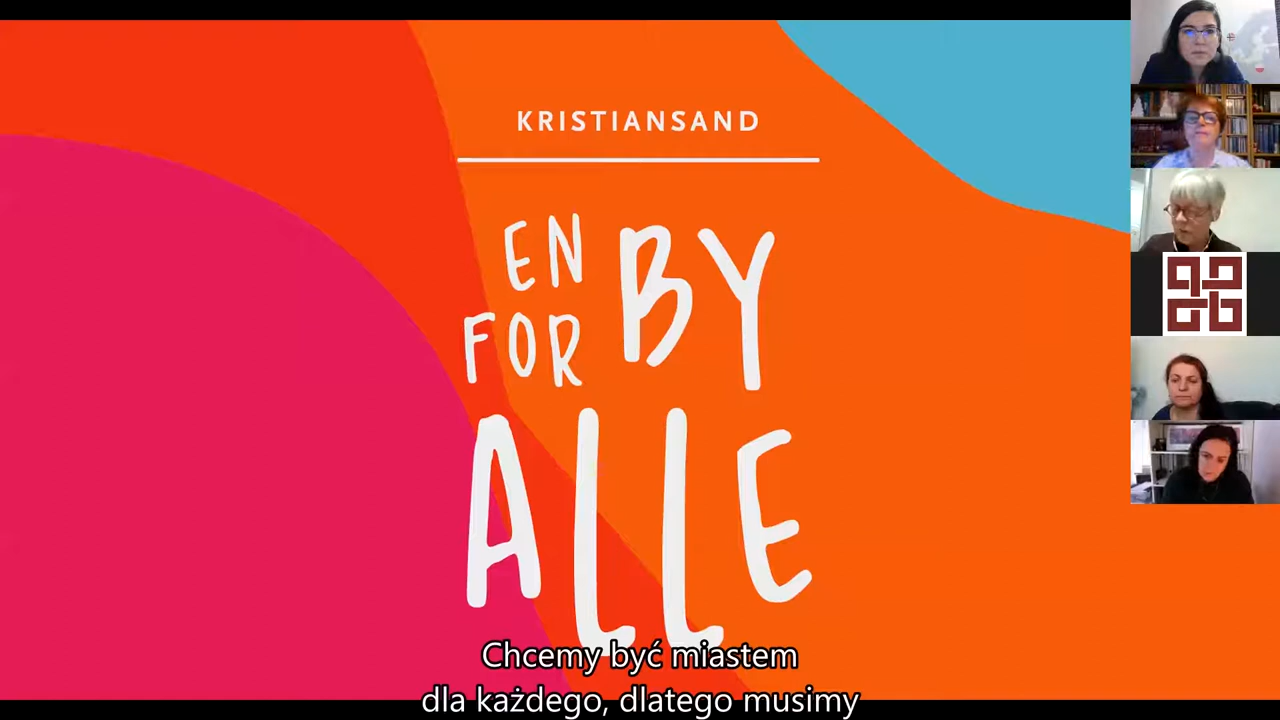 KRISTIANSAND
EN BY
FOR
ALLE
Chcemy być miastem
dla każdego, dlatego musimy